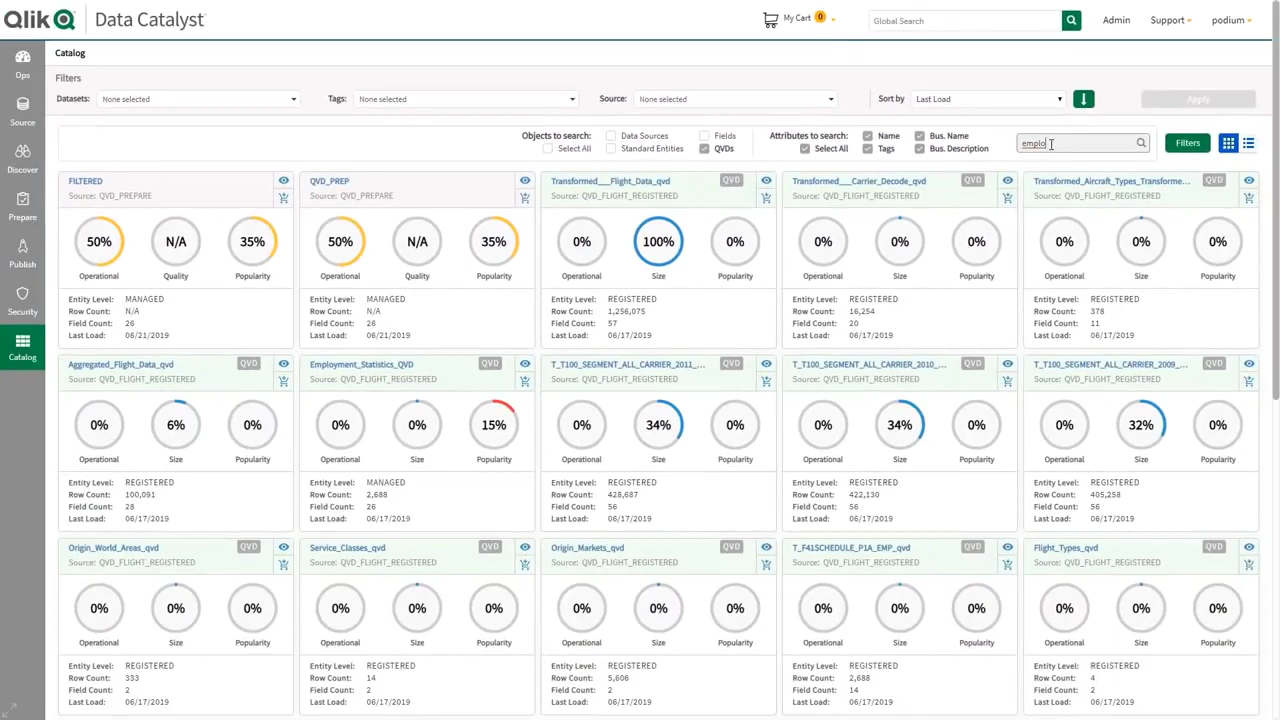 Qlik Q Data Catalyst
My Cart 0
Global Search
Admin
Support
podium
Catalog
Ops
Source
Discover
Prepare
Publish
Security
Catalog
Filters
Datasets: None selected
Tags: None selected
Source: None selected
Sort by Last Load
Apply
Objects to search: Data Sources Fields
Select All Standard Entities QVDs
Attributes to search: Name Bus. Name
Select All Tags Bus. Description
emplo
Filters
FILTERED
Source: QVD_PREPARE
50% N/A 35%
Operational Quality Popularity
Entity Level: MANAGED
Row Count: N/A
Field Count: 26
Last Load: 06/21/2019
QVD_PREP
Source: QVD_PREPARE
50% N/A 35%
Operational Quality Popularity
Entity Level: MANAGED
Row Count: N/A
Field Count: 26
Last Load: 06/21/2019
Transformed___Flight_Data_qvd QVD
Source: QVD_FLIGHT_REGISTERED
0% 100% 0%
Operational Size Popularity
Entity Level: REGISTERED
Row Count: 1,256,075
Field Count: 57
Last Load: 06/17/2019
Transformed___Carrier_Decode_qvd QVD
Source: QVD_FLIGHT_REGISTERED
0% 0% 0%
Operational Size Popularity
Entity Level: REGISTERED
Row Count: 16,254
Field Count: 20
Last Load: 06/17/2019
Transformed_Aircraft_Types_Transforme... QVD
Source: QVD_FLIGHT_REGISTERED
0% 0% 0%
Operational Size Popularity
Entity Level: REGISTERED
Row Count: 378
Field Count: 11
Last Load: 06/17/2019
Aggregated_Flight_Data_qvd QVD
Source: QVD_FLIGHT_REGISTERED
0% 6% 0%
Operational Size Popularity
Entity Level: REGISTERED
Row Count: 100,091
Field Count: 28
Last Load: 06/17/2019
Employment_Statistics_QVD QVD
Source: QVD_FLIGHT_REGISTERED
0% 0% 15%
Operational Size Popularity
Entity Level: MANAGED
Row Count: 2,688
Field Count: 26
Last Load: 06/17/2019
T_T100_SEGMENT_ALL_CARRIER_2011_... QVD
Source: QVD_FLIGHT_REGISTERED
0% 34% 0%
Operational Size Popularity
Entity Level: REGISTERED
Row Count: 428,687
Field Count: 56
Last Load: 06/17/2019
T_T100_SEGMENT_ALL_CARRIER_2010_... QVD
Source: QVD_FLIGHT_REGISTERED
0% 34% 0%
Operational Size Popularity
Entity Level: REGISTERED
Row Count: 422,130
Field Count: 56
Last Load: 06/17/2019
T_T100_SEGMENT_ALL_CARRIER_2009_... QVD
Source: QVD_FLIGHT_REGISTERED
0% 32% 0%
Operational Size Popularity
Entity Level: REGISTERED
Row Count: 405,258
Field Count: 56
Last Load: 06/17/2019
Origin_World_Areas_qvd QVD
Source: QVD_FLIGHT_REGISTERED
0% 0% 0%
Operational Size Popularity
Entity Level: REGISTERED
Row Count: 333
Field Count: 2
Last Load: 06/17/2019
Service_Classes_qvd QVD
Source: QVD_FLIGHT_REGISTERED
0% 0% 0%
Operational Size Popularity
Entity Level: REGISTERED
Row Count: 14
Field Count: 2
Last Load: 06/17/2019
Origin_Markets_qvd QVD
Source: QVD_FLIGHT_REGISTERED
0% 0% 0%
Operational Size Popularity
Entity Level: REGISTERED
Row Count: 5,606
Field Count: 2
Last Load: 06/17/2019
T_F41SCHEDULE_P1A_EMP_qvd QVD
Source: QVD_FLIGHT_REGISTERED
0% 0% 0%
Operational Size Popularity
Entity Level: REGISTERED
Row Count: 2,688
Field Count: 14
Last Load: 06/17/2019
Flight_Types_qvd QVD
Source: QVD_FLIGHT_REGISTERED
0% 0% 0%
Operational Size Popularity
Entity Level: REGISTERED
Row Count: 4
Field Count: 2
Last Load: 06/17/2019